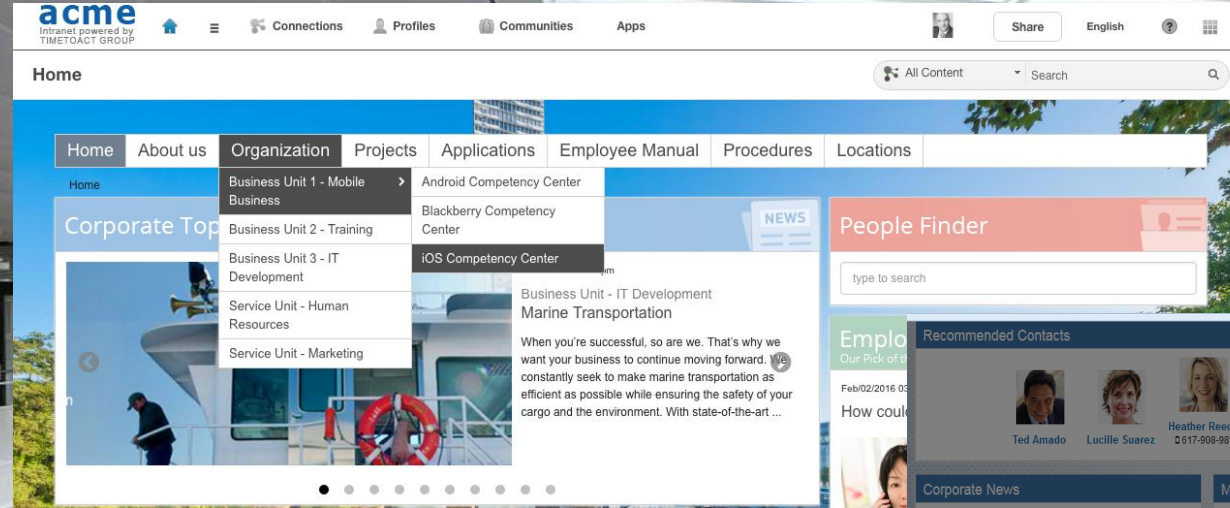 acme
Intranet powered by
TIMETOACT GROUP
Connections
Profiles
Communities
Apps
Share
English
?
Home
All Content
Search
Home
About us
Organization
Projects
Applications
Employee Manual
Procedures
Locations
Home
Business Unit 1 - Mobile
Business
Business Unit 2 - Training
Business Unit 3 - IT
Development
Service Unit - Human
Resources
Service Unit - Marketing
Android Competency Center
Blackberry Competency
Center
iOS Competency Center
Corporate Top
NEWS
pm
Business Unit - IT Development
Marine Transportation
When you're successful, so are we. That's why we
want your business to continue moving forward. We
constantly seek to make marine transportation as
efficient as possible while ensuring the safety of your
cargo and the environment. With state-of-the-art ...
People Finder
type to search
Emplo
Our Pick of th
Feb/02/2016 03
How could
Recommended Contacts
Ted Amado
Lucille Suarez
Heather Reed
617-908-98
Corporate News
M